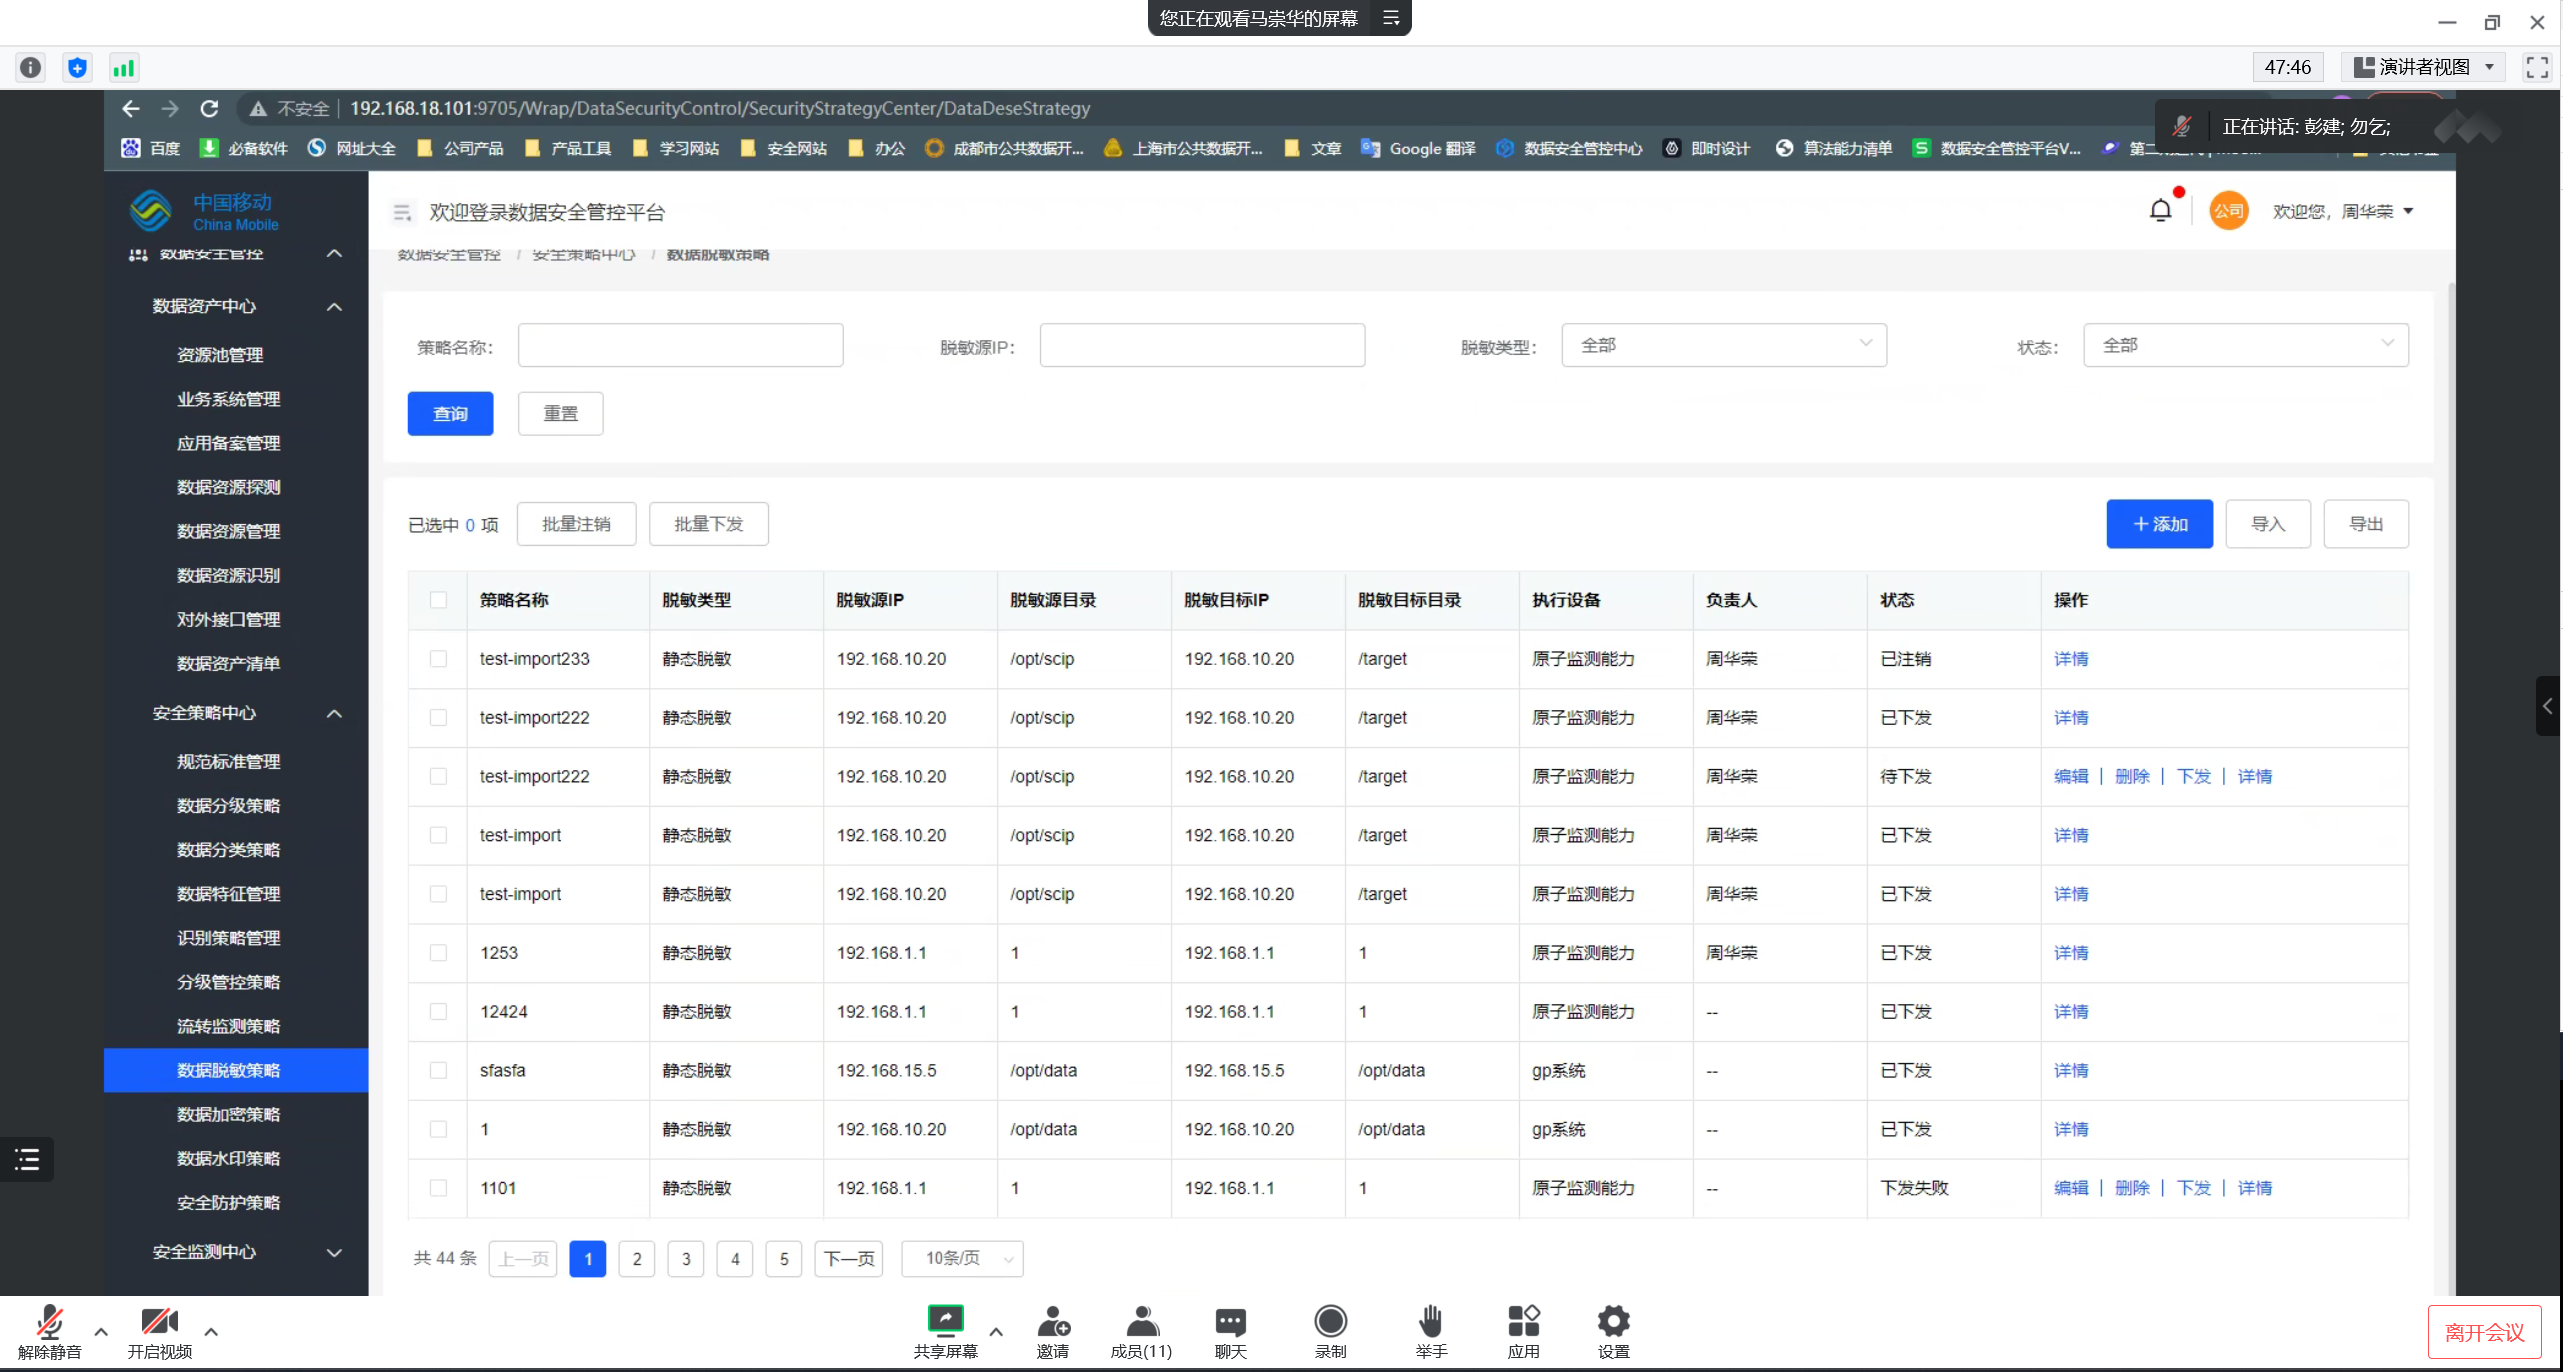 您正在观看马崇华的屏幕
47:46 演讲者视图
不安全 192.168.18.101:9705/Wrap/DataSecurityControl/SecurityStrategyCenter/DataDeseStrategy
正在讲话: 彭建; 勿乞;
百度 必备软件 网址大全 公司产品 产品工具 学习网站 安全网站 办公 成都市公共数据开... 上海市公共数据开... 文章 Google 翻译 数据安全管控中心 即时设计 算法能力清单 数据安全管控平台V...
中国移动
China Mobile
欢迎登录数据安全管控平台
公司 欢迎您，周华荣
数据安全管控 / 安全策略中心 / 数据脱敏策略
数据安全管控
数据资产中心
资源池管理
业务系统管理
应用备案管理
数据资源探测
数据资源管理
数据资源识别
对外接口管理
数据资产清单
安全策略中心
规范标准管理
数据分级策略
数据分类策略
数据特征管理
识别策略管理
分级管控策略
流转监测策略
数据脱敏策略
数据加密策略
数据水印策略
安全防护策略
安全监测中心
策略名称： 脱敏源IP： 脱敏类型： 全部 状态： 全部
查询 重置
已选中 0 项 批量注销 批量下发 +添加 导入 导出
策略名称 脱敏类型 脱敏源IP 脱敏源目录 脱敏目标IP 脱敏目标目录 执行设备 负责人 状态 操作
test-import233 静态脱敏 192.168.10.20 /opt/scip 192.168.10.20 /target 原子监测能力 周华荣 已注销 详情
test-import222 静态脱敏 192.168.10.20 /opt/scip 192.168.10.20 /target 原子监测能力 周华荣 已下发 详情
test-import222 静态脱敏 192.168.10.20 /opt/scip 192.168.10.20 /target 原子监测能力 周华荣 待下发 编辑 | 删除 | 下发 | 详情
test-import 静态脱敏 192.168.10.20 /opt/scip 192.168.10.20 /target 原子监测能力 周华荣 已下发 详情
test-import 静态脱敏 192.168.10.20 /opt/scip 192.168.10.20 /target 原子监测能力 周华荣 已下发 详情
1253 静态脱敏 192.168.1.1 1 192.168.1.1 1 原子监测能力 周华荣 已下发 详情
12424 静态脱敏 192.168.1.1 1 192.168.1.1 1 原子监测能力 -- 已下发 详情
sfasfa 静态脱敏 192.168.15.5 /opt/data 192.168.15.5 /opt/data gp系统 -- 已下发 详情
1 静态脱敏 192.168.10.20 /opt/data 192.168.10.20 /opt/data gp系统 -- 已下发 详情
1101 静态脱敏 192.168.1.1 1 192.168.1.1 1 原子监测能力 -- 下发失败 编辑 | 删除 | 下发 | 详情
共 44 条 上一页 1 2 3 4 5 下一页 10条/页
解除静音 开启视频 共享屏幕 邀请 成员(11) 聊天 录制 举手 应用 设置 离开会议